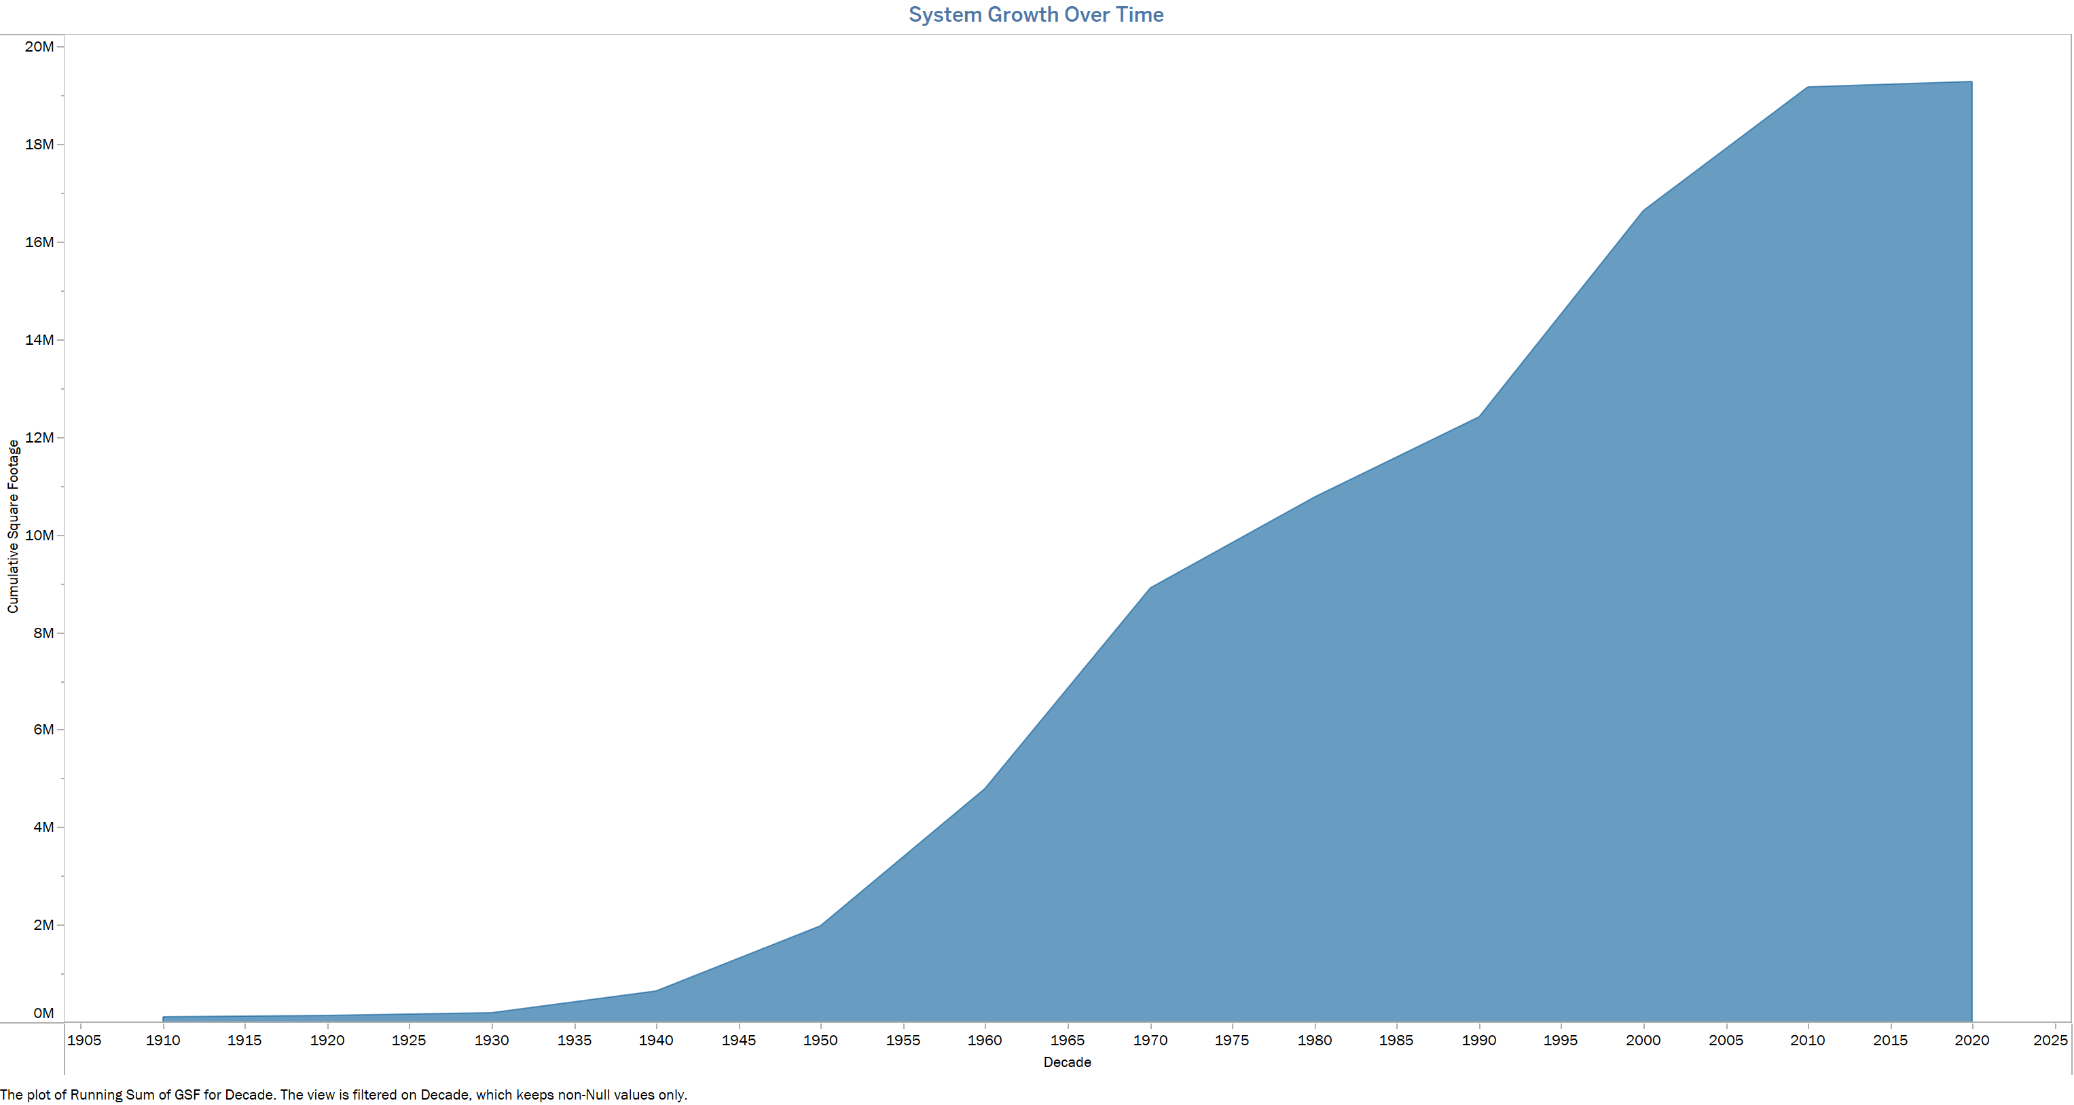 System Growth Over Time
20M
18M
16M
14M
12M
10M
8M
6M
4M
2M
0M
Cumulative Square Footage
1905 1910 1915 1920 1925 1930 1935 1940 1945 1950 1955 1960 1965 1970 1975 1980 1985 1990 1995 2000 2005 2010 2015 2020 2025
Decade
The plot of Running Sum of GSF for Decade. The view is filtered on Decade, which keeps non-Null values only.